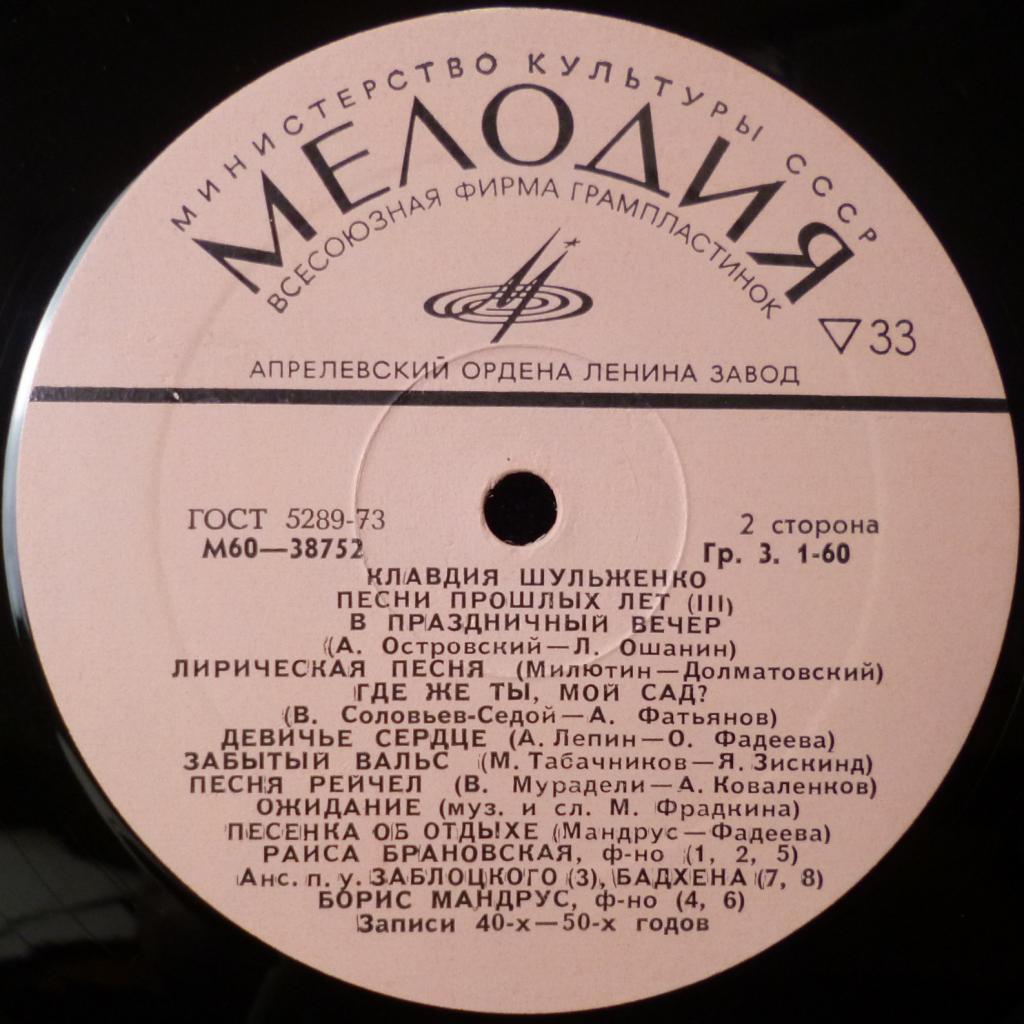 МИНИСТЕРСТВО КУЛЬТУРЫ СССР
МЕЛОДИЯ
ВСЕСОЮЗНАЯ ФИРМА ГРАМПЛАСТИНОК
▽33
АПРЕЛЕВСКИЙ ОРДЕНА ЛЕНИНА ЗАВОД
ГОСТ 5289-73
М60—38752
2 сторона
Гр. 3. 1-60
КЛАВДИЯ ШУЛЬЖЕНКО
ПЕСНИ ПРОШЛЫХ ЛЕТ (III)
В ПРАЗДНИЧНЫЙ ВЕЧЕР
(А. Островский—Л. Ошанин)
ЛИРИЧЕСКАЯ ПЕСНЯ (Милютин—Долматовский)
ГДЕ ЖЕ ТЫ, МОЙ САД?
(В. Соловьев-Седой—А. Фатьянов)
ДЕВИЧЬЕ СЕРДЦЕ (А. Лепин—О. Фадеева)
ЗАБЫТЫЙ ВАЛЬС (М. Табачников—Я. Зискинд)
ПЕСНЯ РЕЙЧЕЛ (В. Мурадели—А. Коваленков)
ОЖИДАНИЕ (муз. и сл. М. Фрадкина)
ПЕСЕНКА ОБ ОТДЫХЕ (Мандрус—Фадеева)
РАИСА БРАНОВСКАЯ, ф-но (1, 2, 5)
Анс. п. у. ЗАБЛОЦКОГО (3), БАДХЕНА (7, 8)
БОРИС МАНДРУС, ф-но (4, 6)
Записи 40-х—50-х годов